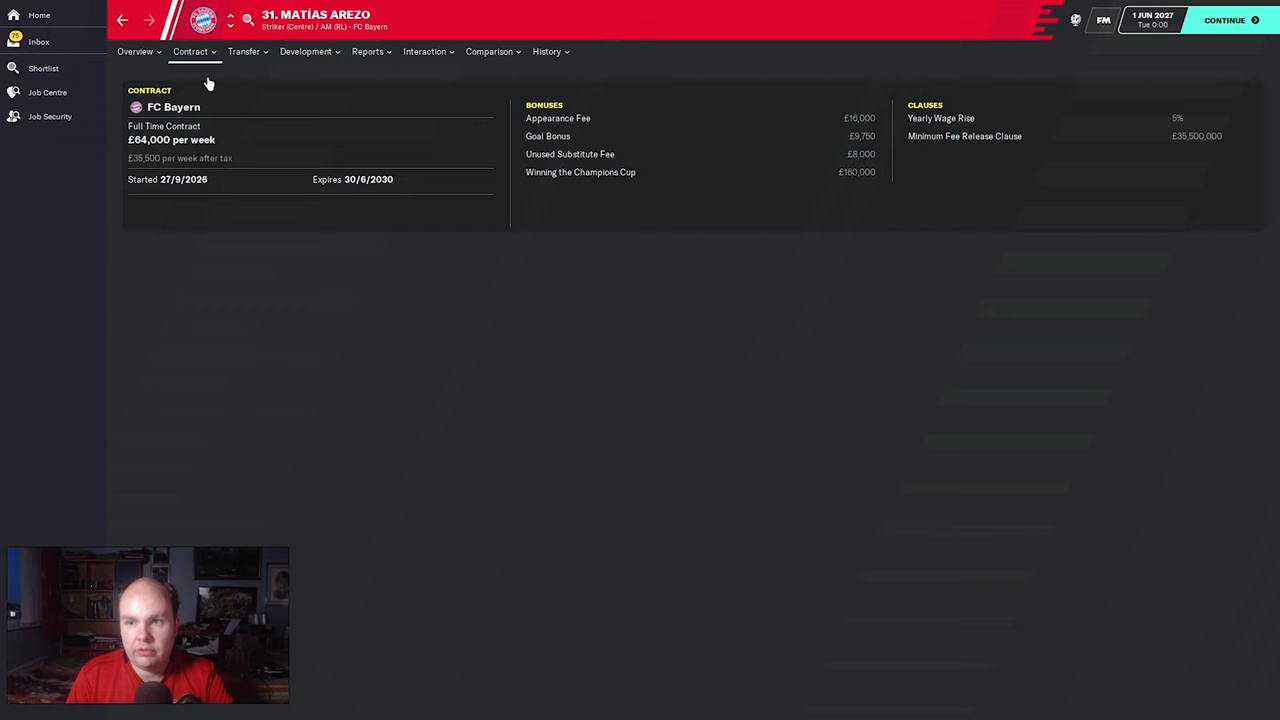 Home
75
Inbox
Shortlist
Job Centre
Job Security
31. MATÍAS AREZO
Striker (Centre) / AM (RL) - FC Bayern
FM
1 JUN 2027
Tue 0:00
CONTINUE
Overview
Contract
Transfer
Development
Reports
Interaction
Comparison
History
CONTRACT
FC Bayern
Full Time Contract
£64,000 per week
£35,500 per week after tax
Started 27/9/2026
Expires 30/6/2030
BONUSES
Appearance Fee £16,000
Goal Bonus £9,750
Unused Substitute Fee £8,000
Winning the Champions Cup £160,000
CLAUSES
Yearly Wage Rise 5%
Minimum Fee Release Clause £35,500,000